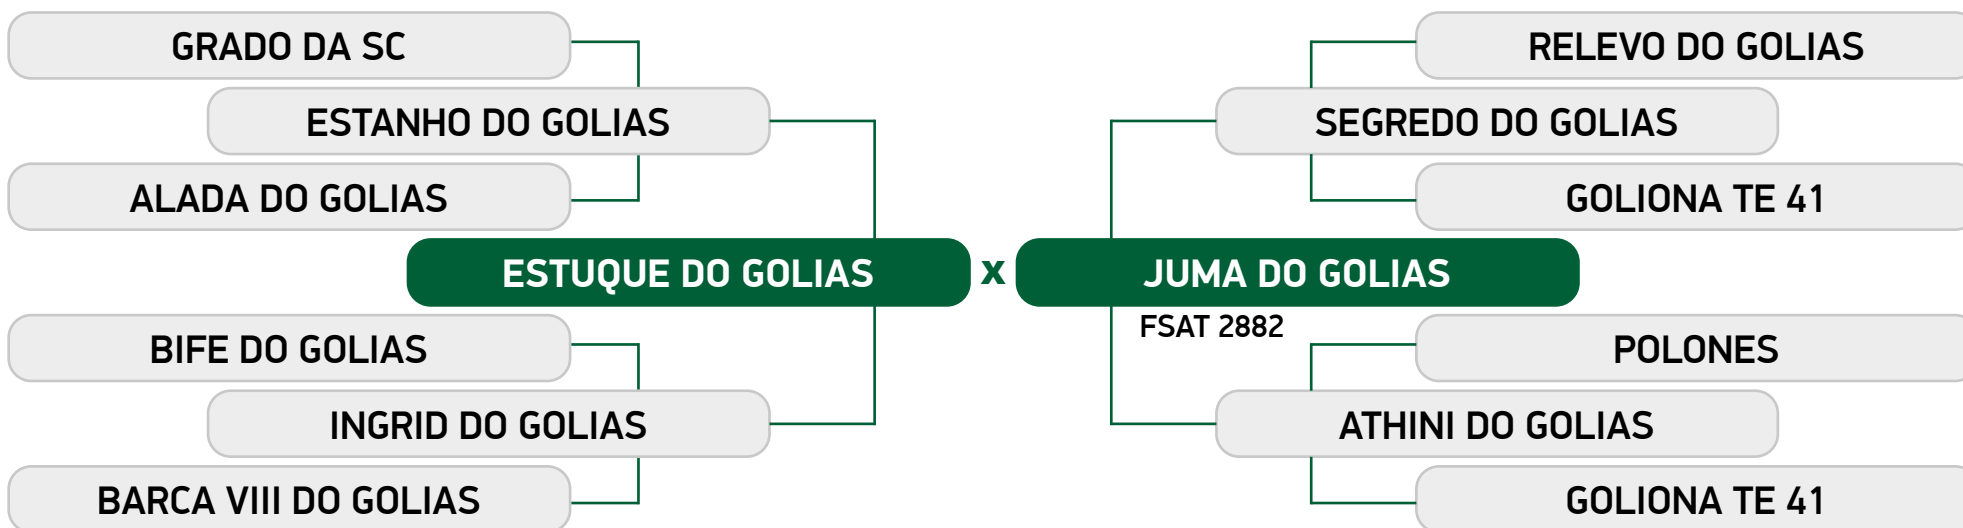 GRADO DA SC
ESTANHO DO GOLIAS
ALADA DO GOLIAS
ESTUQUE DO GOLIAS
BIFE DO GOLIAS
INGRID DO GOLIAS
BARCA VIII DO GOLIAS
x
RELEVO DO GOLIAS
SEGREDO DO GOLIAS
GOLIONA TE 41
JUMA DO GOLIAS
FSAT 2882
POLONES
ATHINI DO GOLIAS
GOLIONA TE 41